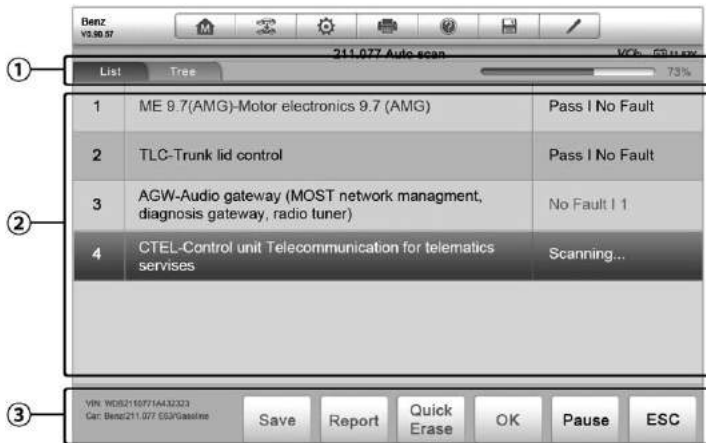 Benz
V3.90.57
M
211.077 Auto scan
VCI
①
List
Tree
73%
②
1
ME 9.7(AMG)-Motor electronics 9.7 (AMG)
Pass I No Fault
2
TLC-Trunk lid control
Pass I No Fault
3
AGW-Audio gateway (MOST network managment,
diagnosis gateway, radio tuner)
No Fault I 1
4
CTEL-Control unit Telecommunication for telematics
servises
Scanning...
③
VIN:
Car: Benz/211.077 E63/Gasoline
Save
Report
Quick
Erase
OK
Pause
ESC